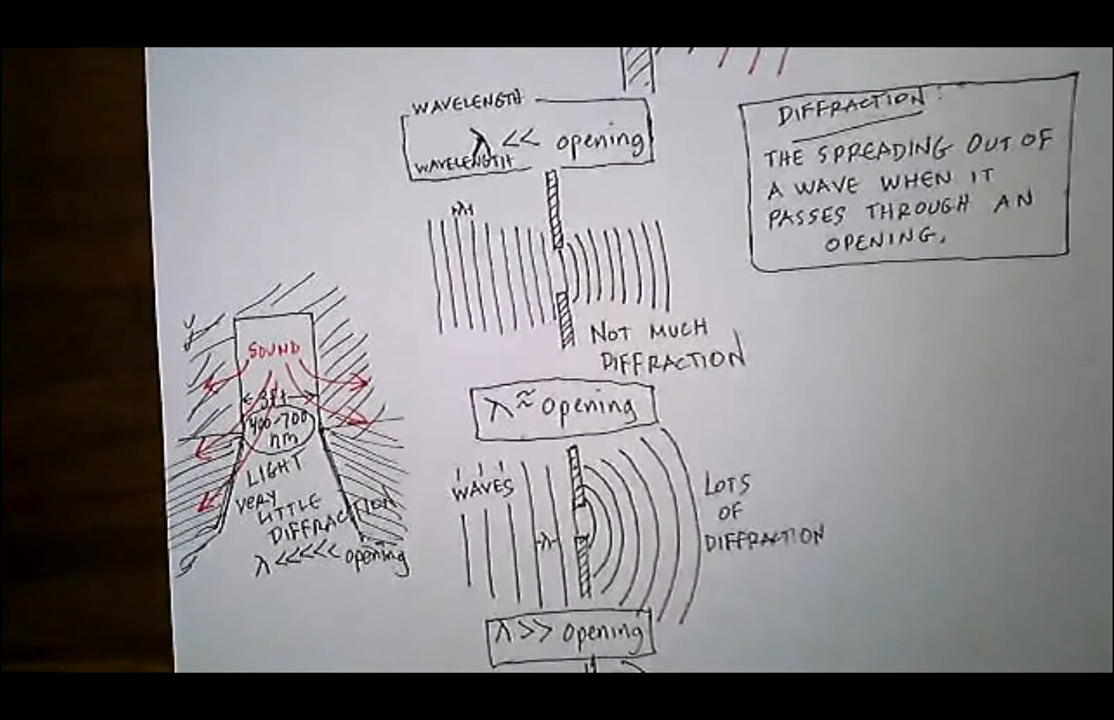 WAVELENGTH
λ << opening
WAVELENGTH
λ
NOT MUCH
DIFFRACTION
DIFFRACTION:
THE SPREADING OUT OF
A WAVE WHEN IT
PASSES THROUGH AN
OPENING.
SOUND
3ft
400-700
nm
LIGHT
VERY
LITTLE
DIFFRACTION
λ <<<<< opening
λ ≈ opening
WAVES
λ
LOTS
OF
DIFFRACTION
λ >> opening